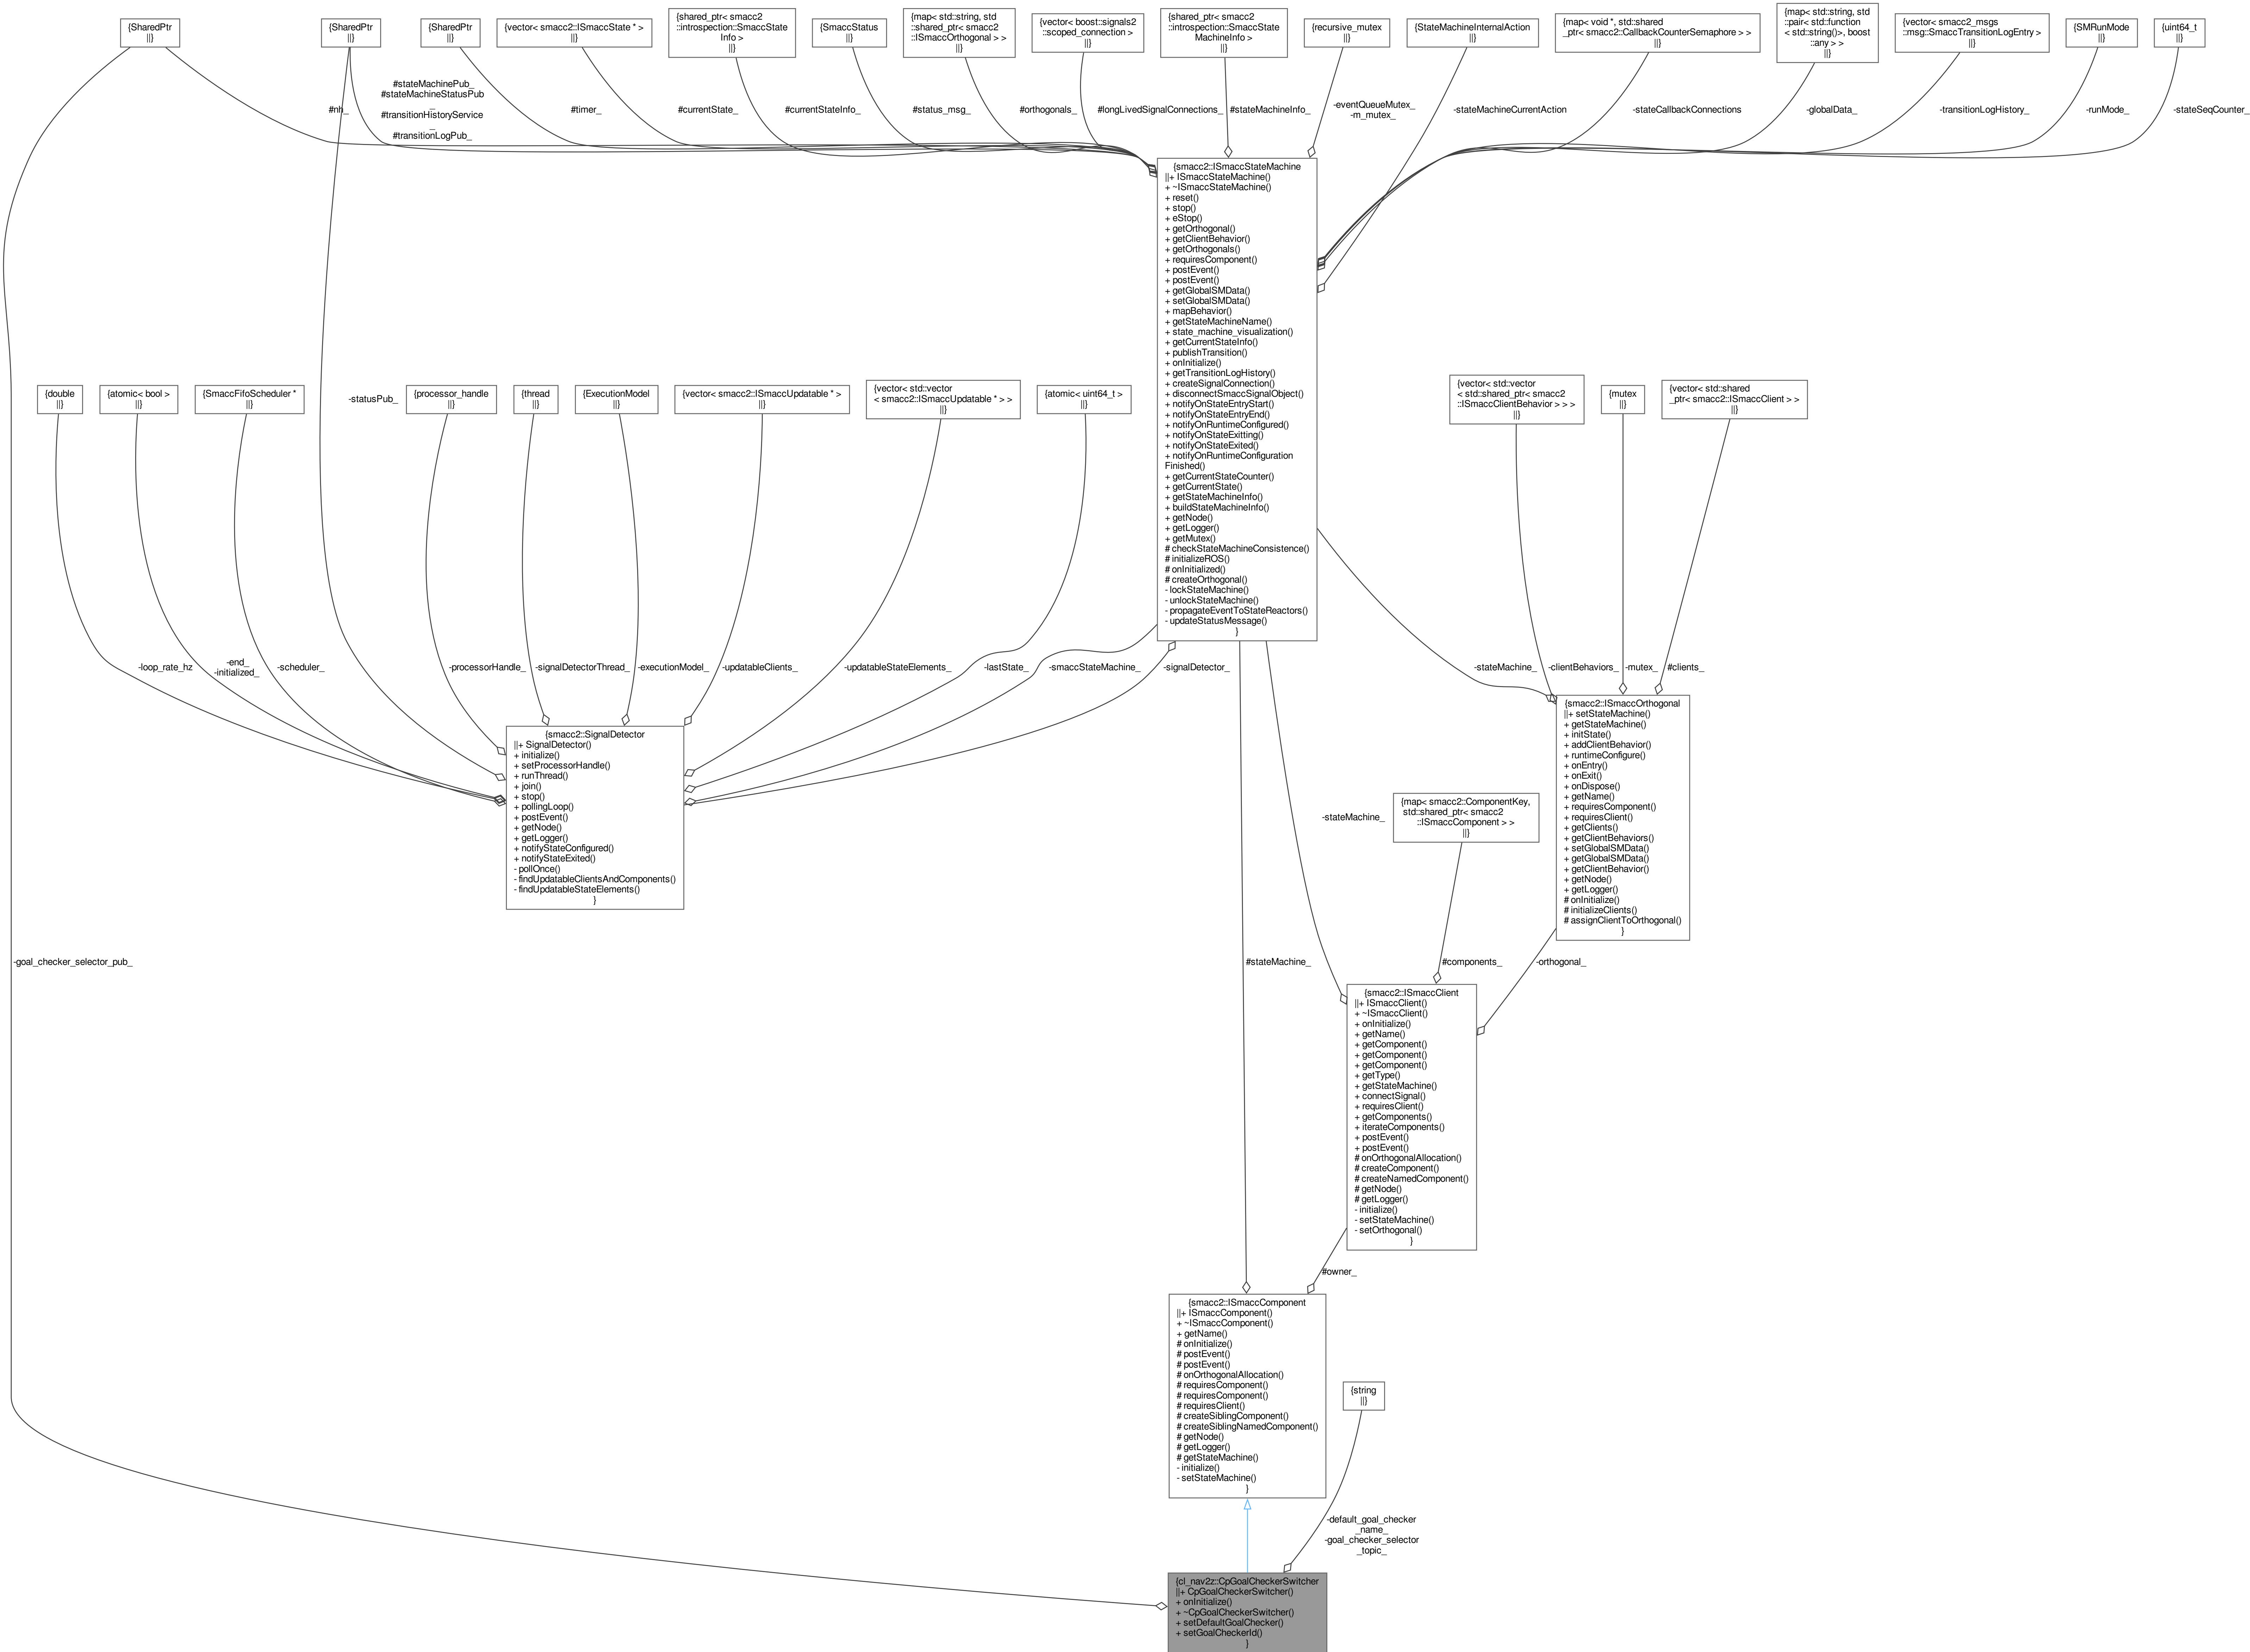 {SharedPtr
||}
{SharedPtr
||}
{SharedPtr
||}
{vector< smacc2::ISmaccState * >
||}
{shared_ptr< smacc2
::introspection::SmaccState
Info >
||}
{SmaccStatus
||}
{map< std::string, std
::shared_ptr< smacc2
::ISmaccOrthogonal > >
||}
{vector< boost::signals2
::scoped_connection >
||}
{shared_ptr< smacc2
::introspection::SmaccState
MachineInfo >
||}
{recursive_mutex
||}
{StateMachineInternalAction
||}
{map< void *, std::shared
_ptr< smacc2::CallbackCounterSemaphore > >
||}
{map< std::string, std
::pair< std::function
< std::string()>, boost
::any > >
||}
{vector< smacc2_msgs
::msg::SmaccTransitionLogEntry >
||}
{SMRunMode
||}
{uint64_t
||}
#nh_
#stateMachinePub_
#stateMachineStatusPub
_
#transitionHistoryService
_
#transitionLogPub_
#timer_
#currentState_
#currentStateInfo_
#status_msg_
#orthogonals_
#longLivedSignalConnections_
#stateMachineInfo_
-eventQueueMutex_
-m_mutex_
-stateMachineCurrentAction
-stateCallbackConnections
-globalData_
-transitionLogHistory_
-runMode_
-stateSeqCounter_
{smacc2::ISmaccStateMachine
||+ ISmaccStateMachine()
+ ~ISmaccStateMachine()
+ reset()
+ stop()
+ eStop()
+ getOrthogonal()
+ getClientBehavior()
+ getOrthogonals()
+ requiresComponent()
+ postEvent()
+ postEvent()
+ getGlobalSMData()
+ setGlobalSMData()
+ mapBehavior()
+ getStateMachineName()
+ state_machine_visualization()
+ getCurrentStateInfo()
+ publishTransition()
+ onInitialize()
+ getTransitionLogHistory()
+ createSignalConnection()
+ disconnectSmaccSignalObject()
+ notifyOnStateEntryStart()
+ notifyOnStateEntryEnd()
+ notifyOnRuntimeConfigured()
+ notifyOnStateExitting()
+ notifyOnStateExited()
+ notifyOnRuntimeConfiguration
Finished()
+ getCurrentStateCounter()
+ getCurrentState()
+ getStateMachineInfo()
+ buildStateMachineInfo()
+ getNode()
+ getLogger()
+ getMutex()
# checkStateMachineConsistence()
# initializeROS()
# onInitialized()
# createOrthogonal()
- lockStateMachine()
- unlockStateMachine()
- propagateEventToStateReactors()
- updateStatusMessage()
}
{double
||}
{atomic< bool >
||}
{SmaccFifoScheduler *
||}
-statusPub_
{processor_handle
||}
{thread
||}
{ExecutionModel
||}
{vector< smacc2::ISmaccUpdatable * >
||}
{vector< std::vector
< smacc2::ISmaccUpdatable * > >
||}
{atomic< uint64_t >
||}
{vector< std::vector
< std::shared_ptr< smacc2
::ISmaccClientBehavior > > >
||}
{mutex
||}
{vector< std::shared
_ptr< smacc2::ISmaccClient > >
||}
-loop_rate_hz
-end_
-initialized_
-scheduler_
-processorHandle_
-signalDetectorThread_
-executionModel_
-updatableClients_
-updatableStateElements_
-lastState_
-smaccStateMachine_
-signalDetector_
-stateMachine_
-clientBehaviors_
-mutex_
#clients_
{smacc2::SignalDetector
||+ SignalDetector()
+ initialize()
+ setProcessorHandle()
+ runThread()
+ join()
+ stop()
+ pollingLoop()
+ postEvent()
+ getNode()
+ getLogger()
+ notifyStateConfigured()
+ notifyStateExited()
- pollOnce()
- findUpdatableClientsAndComponents()
- findUpdatableStateElements()
}
{smacc2::ISmaccOrthogonal
||+ setStateMachine()
+ getStateMachine()
+ initState()
+ addClientBehavior()
+ runtimeConfigure()
+ onEntry()
+ onExit()
+ onDispose()
+ getName()
+ requiresComponent()
+ requiresClient()
+ getClients()
+ getClientBehaviors()
+ setGlobalSMData()
+ getGlobalSMData()
+ getClientBehavior()
+ getNode()
+ getLogger()
# onInitialize()
# initializeClients()
# assignClientToOrthogonal()
}
-stateMachine_
{map< smacc2::ComponentKey,
std::shared_ptr< smacc2
::ISmaccComponent > >
||}
-goal_checker_selector_pub_
#stateMachine_
#components_
-orthogonal_
{smacc2::ISmaccClient
||+ ISmaccClient()
+ ~ISmaccClient()
+ onInitialize()
+ getName()
+ getComponent()
+ getComponent()
+ getComponent()
+ getType()
+ getStateMachine()
+ connectSignal()
+ requiresClient()
+ getComponents()
+ iterateComponents()
+ postEvent()
+ postEvent()
# onOrthogonalAllocation()
# createComponent()
# createNamedComponent()
# getNode()
# getLogger()
- initialize()
- setStateMachine()
- setOrthogonal()
}
#owner_
{smacc2::ISmaccComponent
||+ ISmaccComponent()
+ ~ISmaccComponent()
+ getName()
# onInitialize()
# postEvent()
# postEvent()
# onOrthogonalAllocation()
# requiresComponent()
# requiresComponent()
# requiresClient()
# createSiblingComponent()
# createSiblingNamedComponent()
# getNode()
# getLogger()
# getStateMachine()
- initialize()
- setStateMachine()
}
{string
||}
-default_goal_checker
_name_
-goal_checker_selector
_topic_
{cl_nav2z::CpGoalCheckerSwitcher
||+ CpGoalCheckerSwitcher()
+ onInitialize()
+ ~CpGoalCheckerSwitcher()
+ setDefaultGoalChecker()
+ setGoalCheckerId()
}